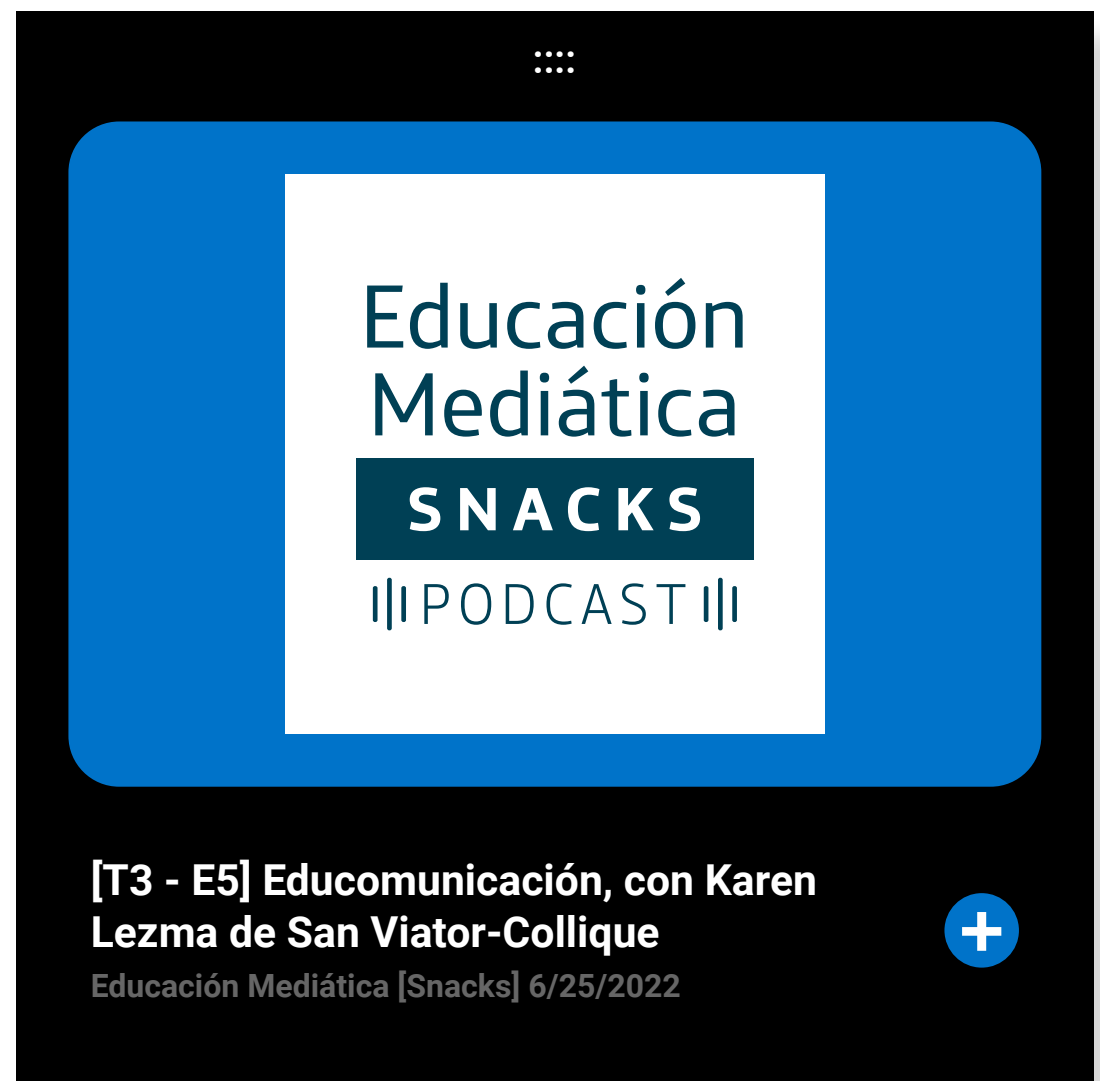 Educación
Mediática
SNACKS
PODCAST
[T3 - E5] Educomunicación, con Karen
Lezma de San Viator-Collique
Educación Mediática [Snacks] 6/25/2022